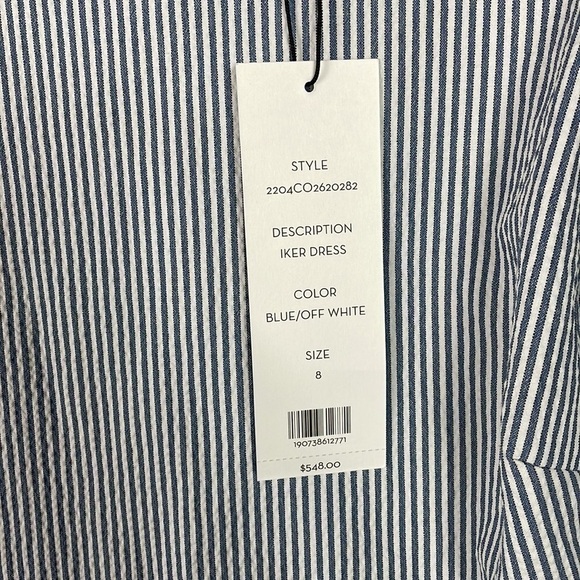 STYLE
2204CO2620282
DESCRIPTION
IKER DRESS
COLOR
BLUE/OFF WHITE
SIZE
8
190738612771
$548.00